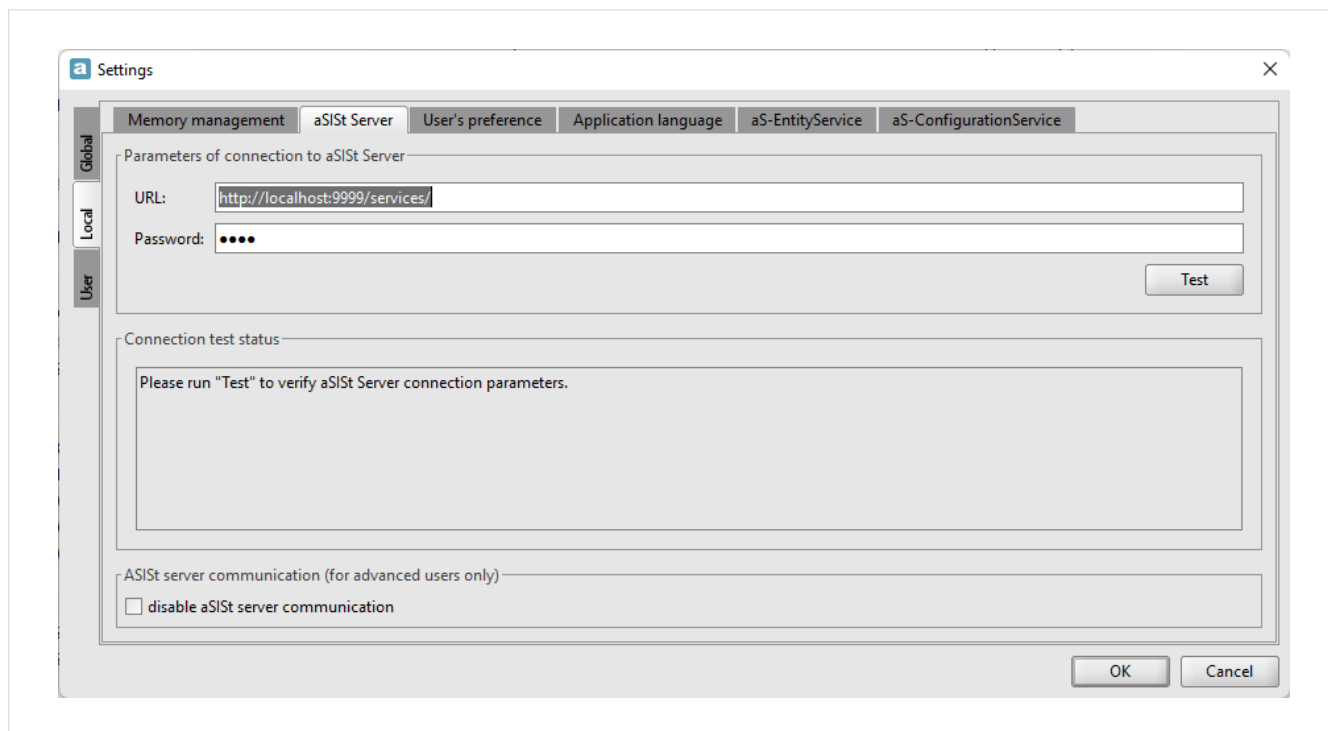 a Settings
Global
Local
User
Memory management aSISt Server User's preference Application language aS-EntityService aS-ConfigurationService
Parameters of connection to aSISt Server
URL: http://localhost:9999/services/
Password: ••••
Test
Connection test status
Please run "Test" to verify aSISt Server connection parameters.
ASISt server communication (for advanced users only)
disable aSISt server communication
OK Cancel